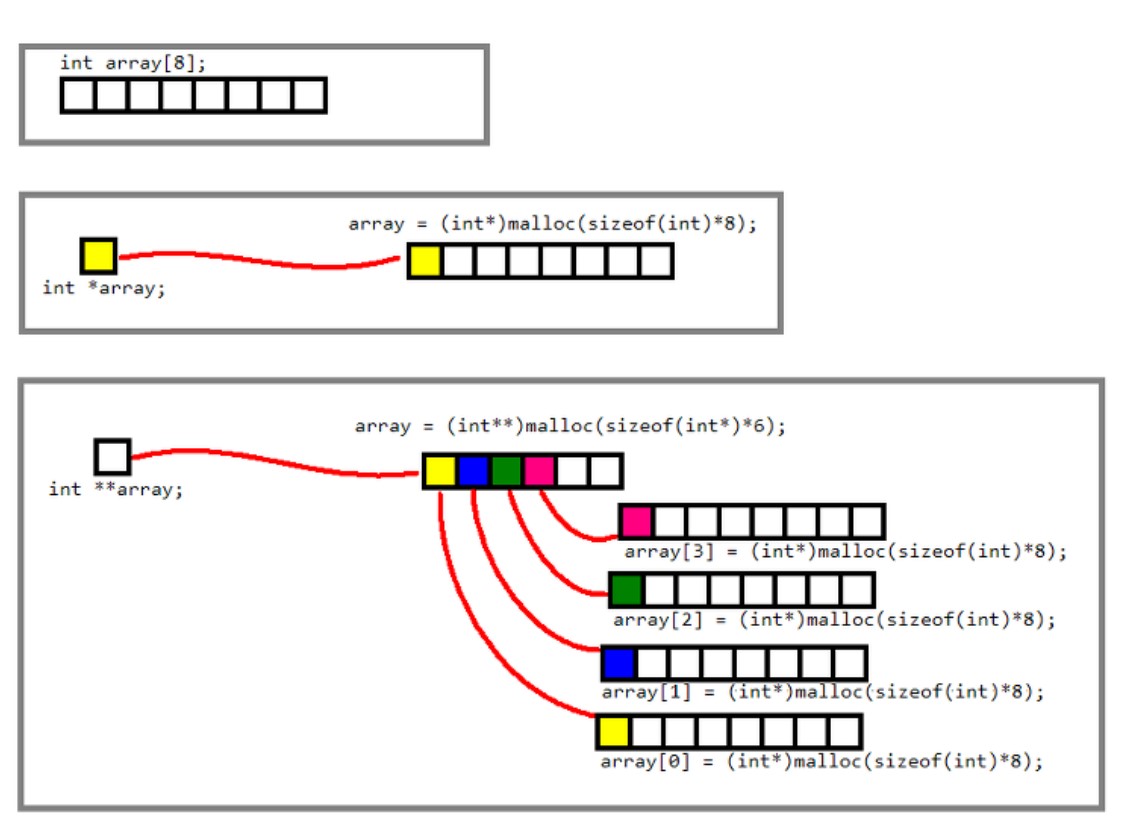 int array[8];
array = (int*)malloc(sizeof(int)*8);
int *array;
array = (int**)malloc(sizeof(int*)*6);
int **array;
array[3] = (int*)malloc(sizeof(int)*8);
array[2] = (int*)malloc(sizeof(int)*8);
array[1] = (int*)malloc(sizeof(int)*8);
array[0] = (int*)malloc(sizeof(int)*8);